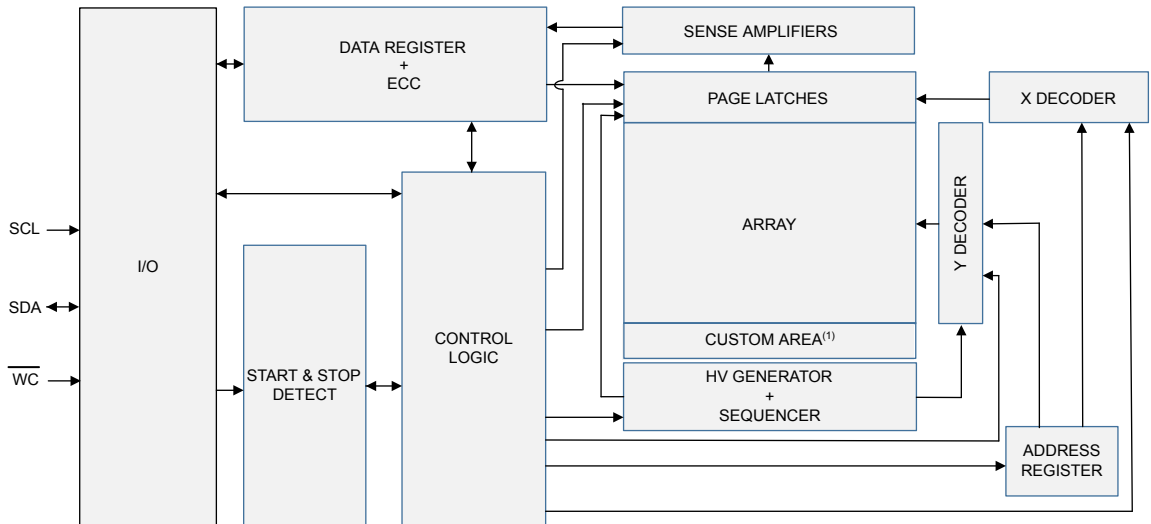 DATA REGISTER
+
ECC
SENSE AMPLIFIERS
PAGE LATCHES
X DECODER
ARRAY
Y DECODER
SCL
I/O
SDA
WC
START & STOP
DETECT
CONTROL
LOGIC
CUSTOM AREA(1)
HV GENERATOR
+
SEQUENCER
ADDRESS
REGISTER